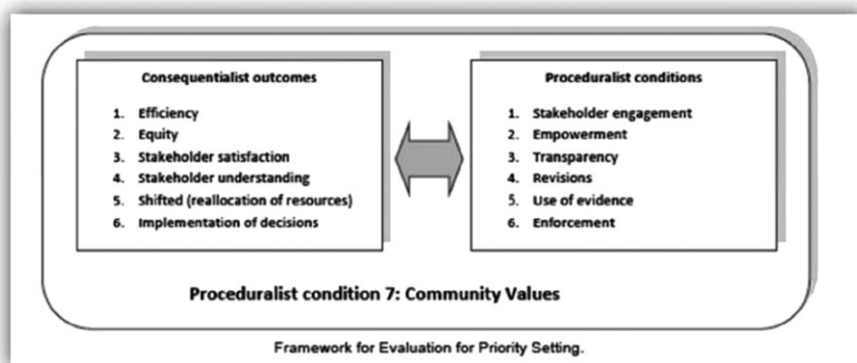 Consequentialist outcomes
1. Efficiency
2. Equity
3. Stakeholder satisfaction
4. Stakeholder understanding
5. Shifted (reallocation of resources)
6. Implementation of decisions
Proceduralist conditions
1. Stakeholder engagement
2. Empowerment
3. Transparency
4. Revisions
5. Use of evidence
6. Enforcement
Proceduralist condition 7: Community Values
Framework for Evaluation for Priority Setting.